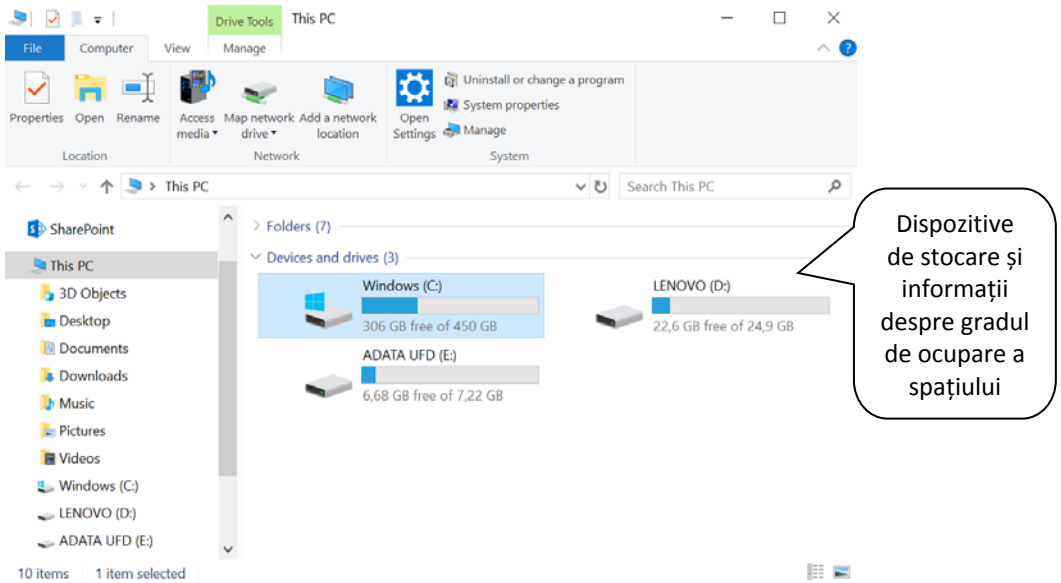 Drive Tools This PC
File Computer View Manage
Properties Open Rename Access media Map network drive Add a network location Open Settings
Uninstall or change a program
System properties
Manage
Location Network System
This PC Search This PC
SharePoint
This PC
3D Objects
Desktop
Documents
Downloads
Music
Pictures
Videos
Windows (C:)
LENOVO (D:)
ADATA UFD (E:)
Folders (7)
Devices and drives (3)
Windows (C:)
306 GB free of 450 GB
LENOVO (D:)
22,6 GB free of 24,9 GB
ADATA UFD (E:)
6,68 GB free of 7,22 GB
10 items 1 item selected
Dispozitive
de stocare și
informații
despre gradul
de ocupare a
spațiului